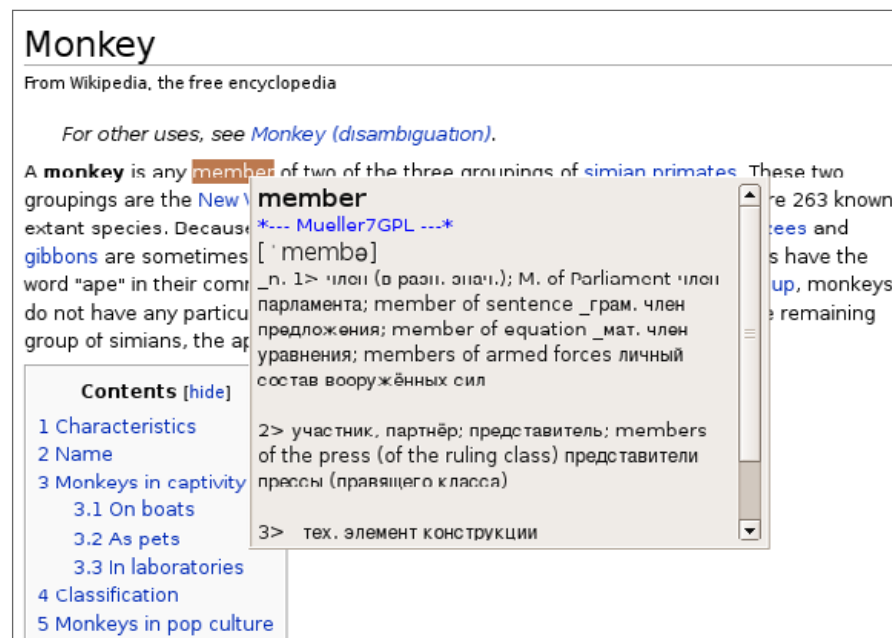 Monkey
From Wikipedia, the free encyclopedia
For other uses, see Monkey (disambiguation).
A monkey is any member of two of the three groupings of simian primates. These two
groupings are the New
re 263 known
extant species. Because
zees and
gibbons are sometimes
s have the
word "ape" in their com
up, monkeys
do not have any particu
e remaining
group of simians, the ap
member
*--- Mueller7GPL ---*
[ˈmembə]
_n. 1> член (в разн. знач.); M. of Parliament член
парламента; member of sentence _грам. член
предложения; member of equation _мат. член
уравнения; members of armed forces личный
состав вооружённых сил
2> участник, партнёр; представитель; members
of the press (of the ruling class) представители
прессы (правящего класса)
3> тех. элемент конструкции
Contents [hide]
1 Characteristics
2 Name
3 Monkeys in captivity
3.1 On boats
3.2 As pets
3.3 In laboratories
4 Classification
5 Monkeys in pop culture